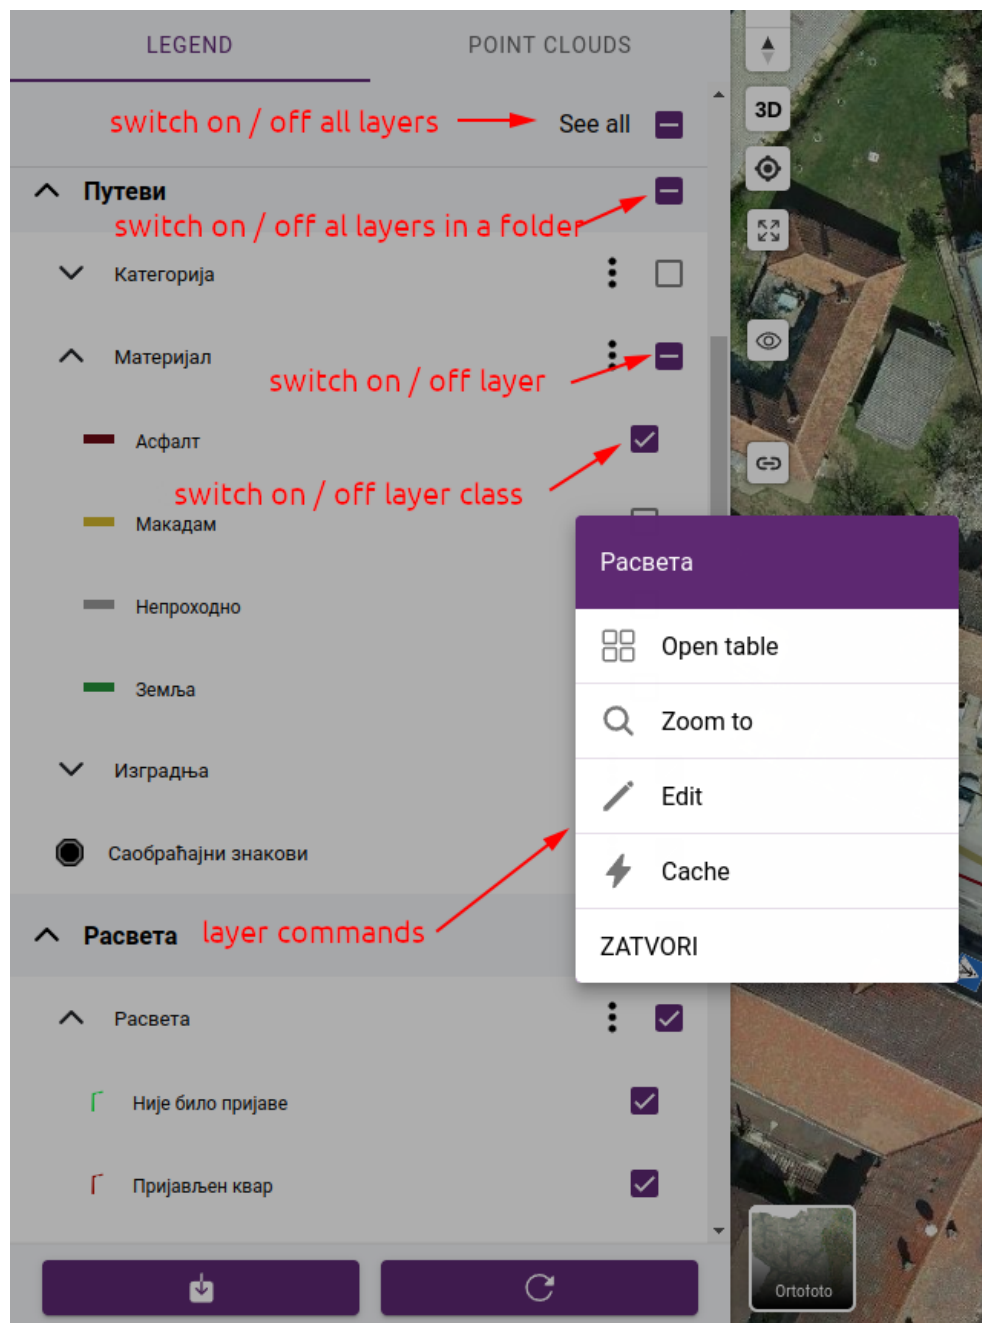 LEGEND
POINT CLOUDS
switch on / off all layers
See all
3D
Путеви
switch on / off al layers in a folder
Категорија
Материјал
switch on / off layer
Асфалт
switch on / off layer class
Макадам
Расвета
Непроходно
Open table
Земља
Zoom to
Изградња
Edit
Саобраћајни знакови
Cache
Расвета
layer commands
ZATVORI
Расвета
Није било пријаве
Пријављен квар
Ortofoto